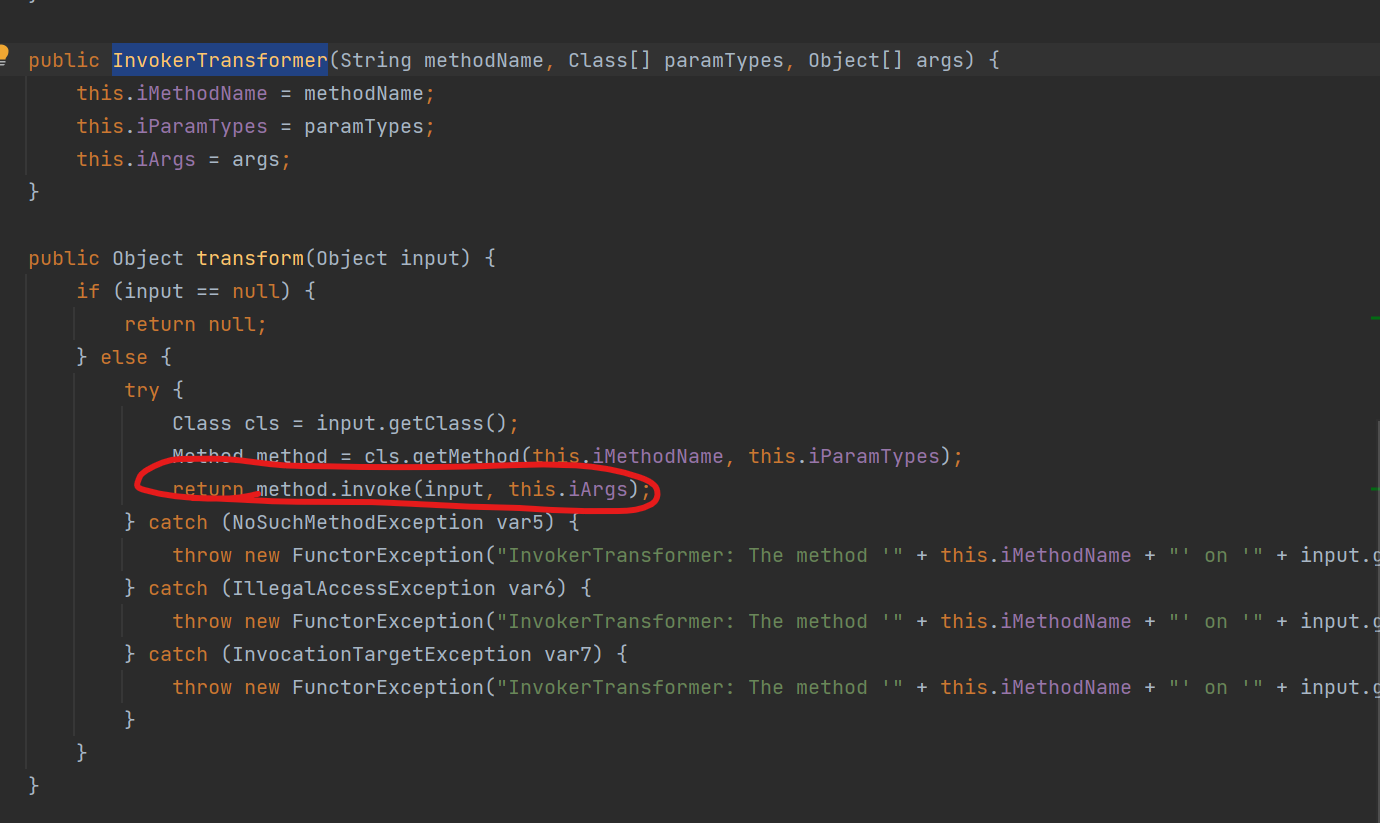 }
public InvokerTransformer(String methodName, Class[] paramTypes, Object[] args) {
this.iMethodName = methodName;
this.iParamTypes = paramTypes;
this.iArgs = args;
}
public Object transform(Object input) {
if (input == null) {
return null;
} else {
try {
Class cls = input.getClass();
Method method = cls.getMethod(this.iMethodName, this.iParamTypes);
return method.invoke(input, this.iArgs);
} catch (NoSuchMethodException var5) {
throw new FunctorException("InvokerTransformer: The method '" + this.iMethodName + "' on '" + input.g
} catch (IllegalAccessException var6) {
throw new FunctorException("InvokerTransformer: The method '" + this.iMethodName + "' on '" + input.g
} catch (InvocationTargetException var7) {
throw new FunctorException("InvokerTransformer: The method '" + this.iMethodName + "' on '" + input.g
}
}
}